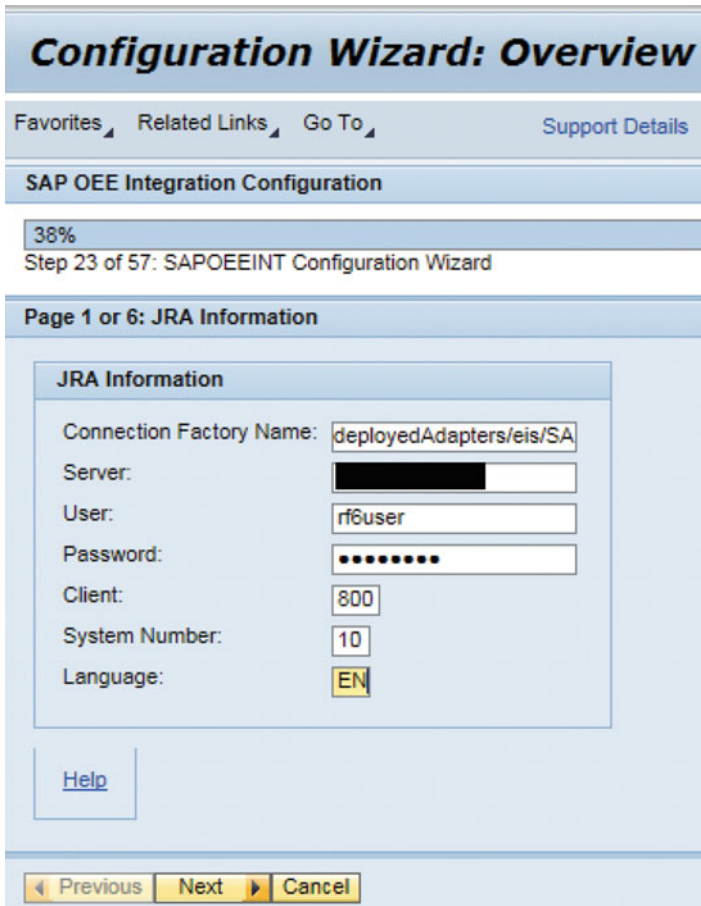 Configuration Wizard: Overview
Favorites Related Links Go To Support Details
SAP OEE Integration Configuration
38%
Step 23 of 57: SAPOEEINT Configuration Wizard
Page 1 or 6: JRA Information
JRA Information
Connection Factory Name: deployedAdapters/eis/SA
Server:
User: rf6user
Password: ••••••••
Client: 800
System Number: 10
Language: EN
Help
Previous Next Cancel